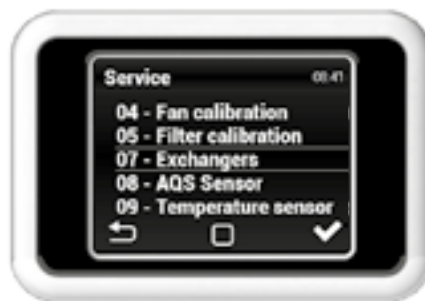 Service 08:41
04 - Fan calibration
05 - Filter calibration
07 - Exchangers
08 - AQS Sensor
09 - Temperature sensor